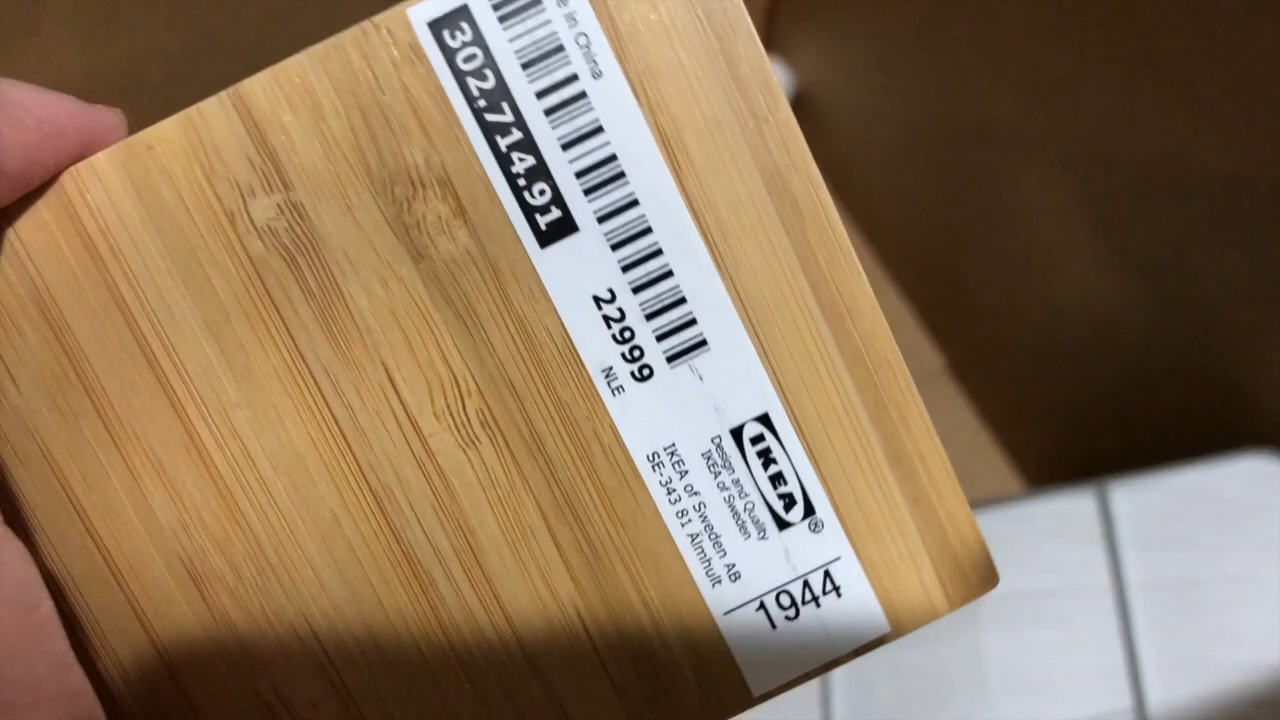 in China
302.714.91
22999
NLE
IKEA®
Design and Quality
IKEA of Sweden
IKEA of Sweden AB
SE-343 81 Älmhult
1944